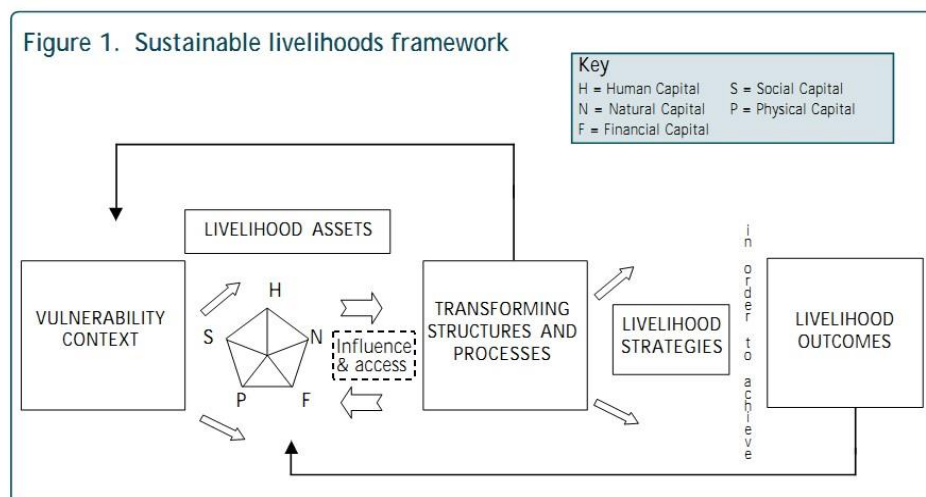 Figure 1. Sustainable livelihoods framework
Key
H = Human Capital S = Social Capital
N = Natural Capital P = Physical Capital
F = Financial Capital
LIVELIHOOD ASSETS
VULNERABILITY
CONTEXT
H
S
N
P
F
Influence
& access
TRANSFORMING
STRUCTURES AND
PROCESSES
LIVELIHOOD
STRATEGIES
in order to achieve
LIVELIHOOD
OUTCOMES